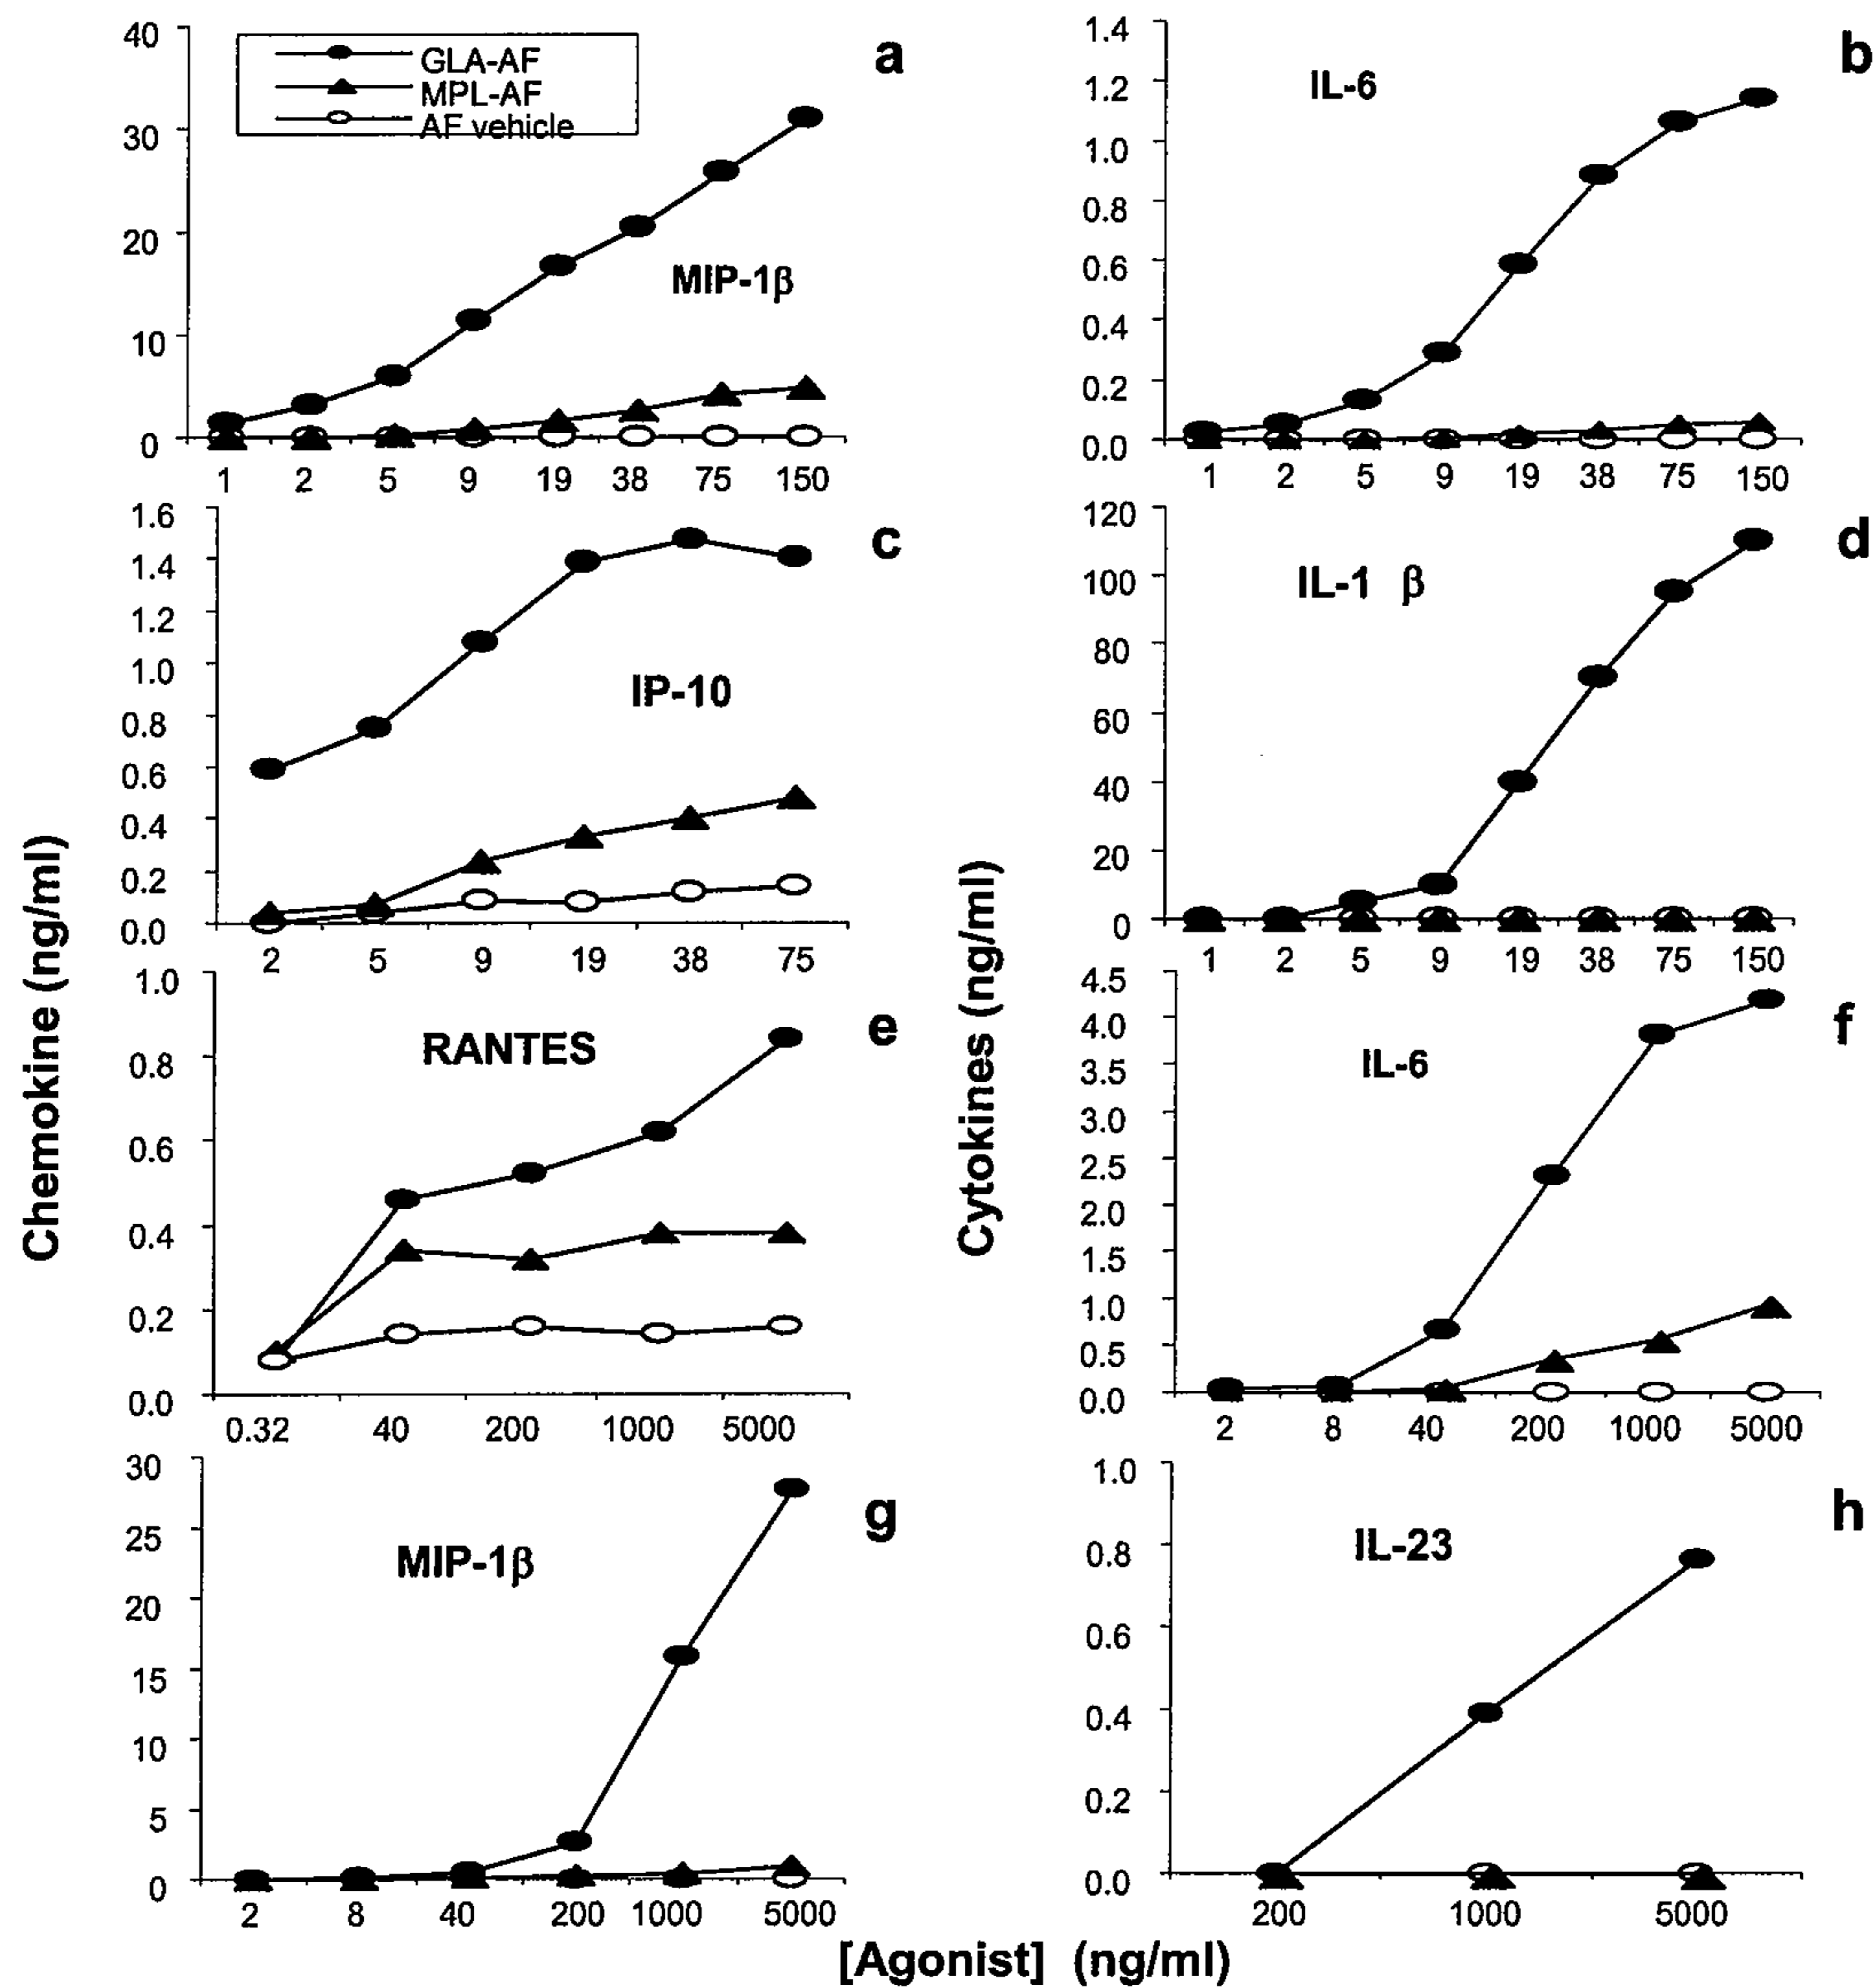 40
30
20
10
0
GLA-AF
MPL-AF
AF vehicle
a
MIP-1β
1 2 5 9 19 38 75 150
1.4
1.2
1.0
0.8
0.6
0.4
0.2
0.0
IL-6
b
1 2 5 9 19 38 75 150
1.6
1.4
1.2
1.0
0.8
0.6
0.4
0.2
0.0
c
IP-10
2 5 9 19 38 75
120
100
80
60
40
20
0
IL-1 β
d
1 2 5 9 19 38 75 150
1.0
0.8
0.6
0.4
0.2
0.0
RANTES
e
0.32 40 200 1000 5000
4.5
4.0
3.5
3.0
2.5
2.0
1.5
1.0
0.5
0.0
IL-6
f
2 8 40 200 1000 5000
30
25
20
15
10
5
0
MIP-1β
g
2 8 40 200 1000 5000
1.0
0.8
0.6
0.4
0.2
0.0
IL-23
h
200 1000 5000
Chemokine (ng/ml)
Cytokines (ng/ml)
[Agonist] (ng/ml)